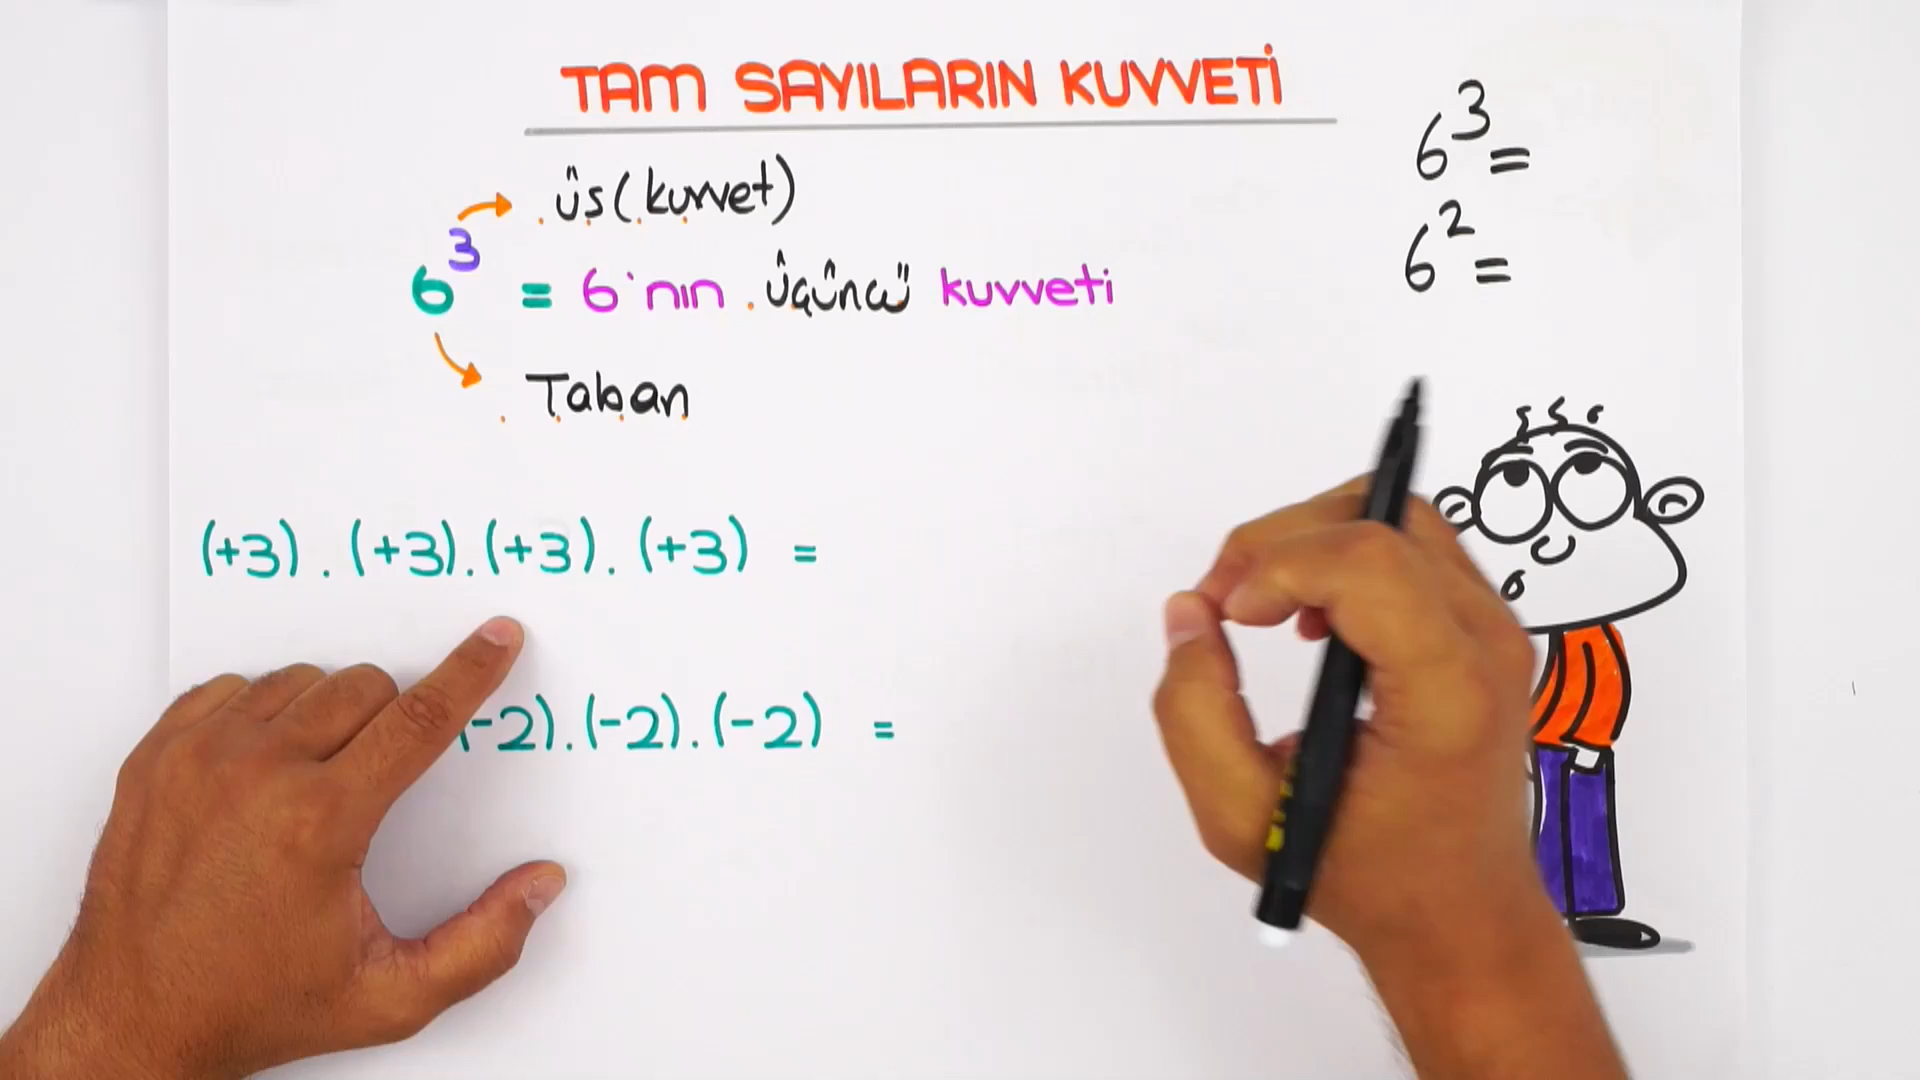 TAM SAYILARIN KUVVETİ
üs (kuvvet)
6³ = 6'nın üçüncü kuvveti
Taban
6³ =
6² =
(+3) . (+3) . (+3) . (+3) =
(-2) . (-2) . (-2) =